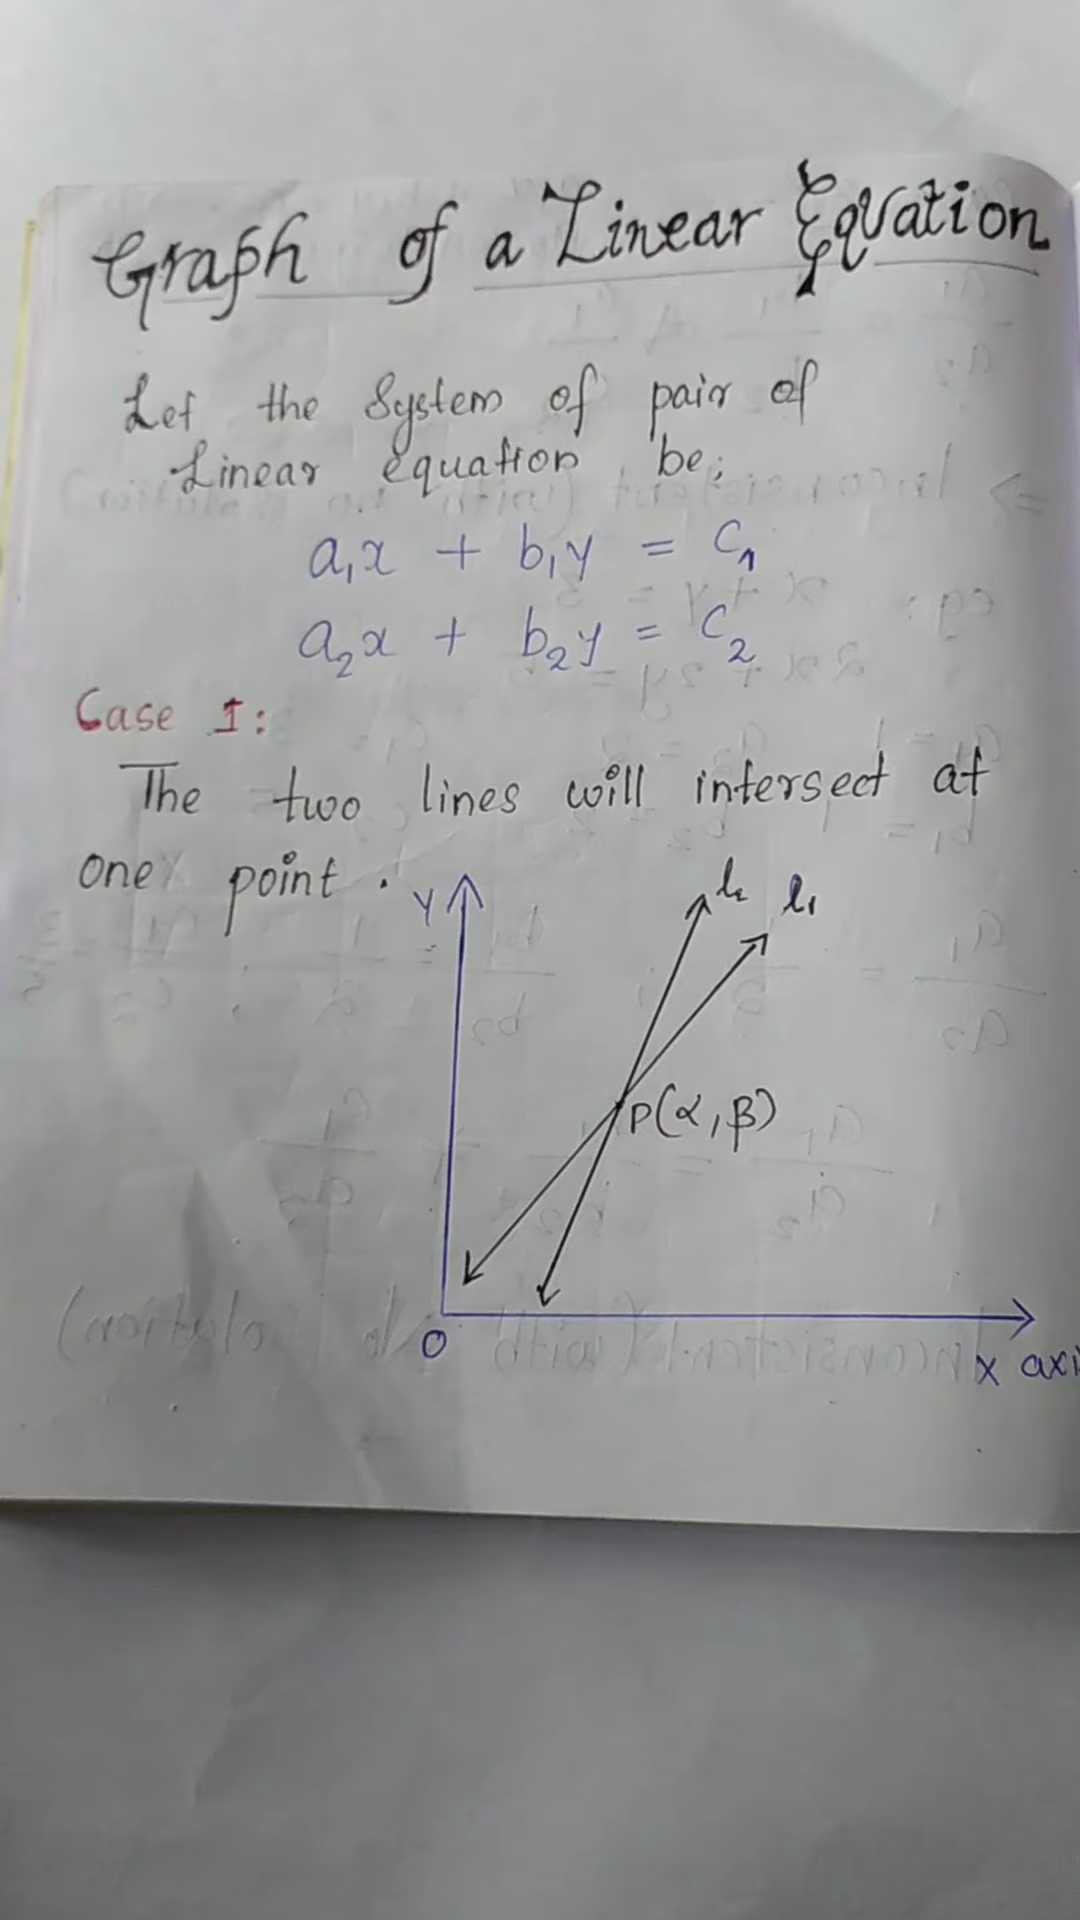 Graph of a Linear Equation
Let the System of pair of
Linear equation be;
a₁x + b₁y = C₁
a₂x + b₂y = C₂
Case I:
The two lines will intersect at
one point.
Y
l₂ l₁
P(α, β)
O
x axi